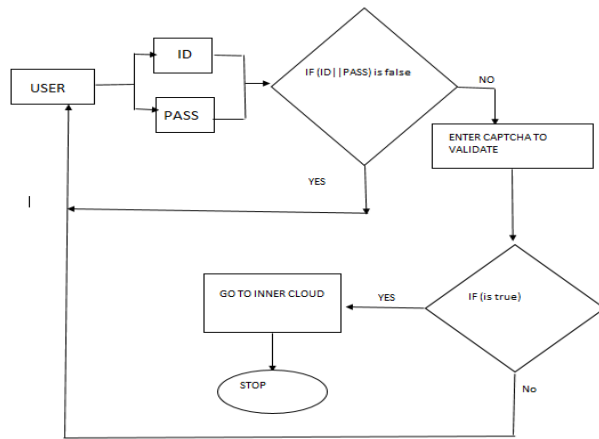 ID
USER
PASS
IF (ID||PASS) is false
NO
ENTER CAPTCHA TO
VALIDATE
YES
|
GO TO INNER CLOUD
YES
IF (is true)
STOP
No